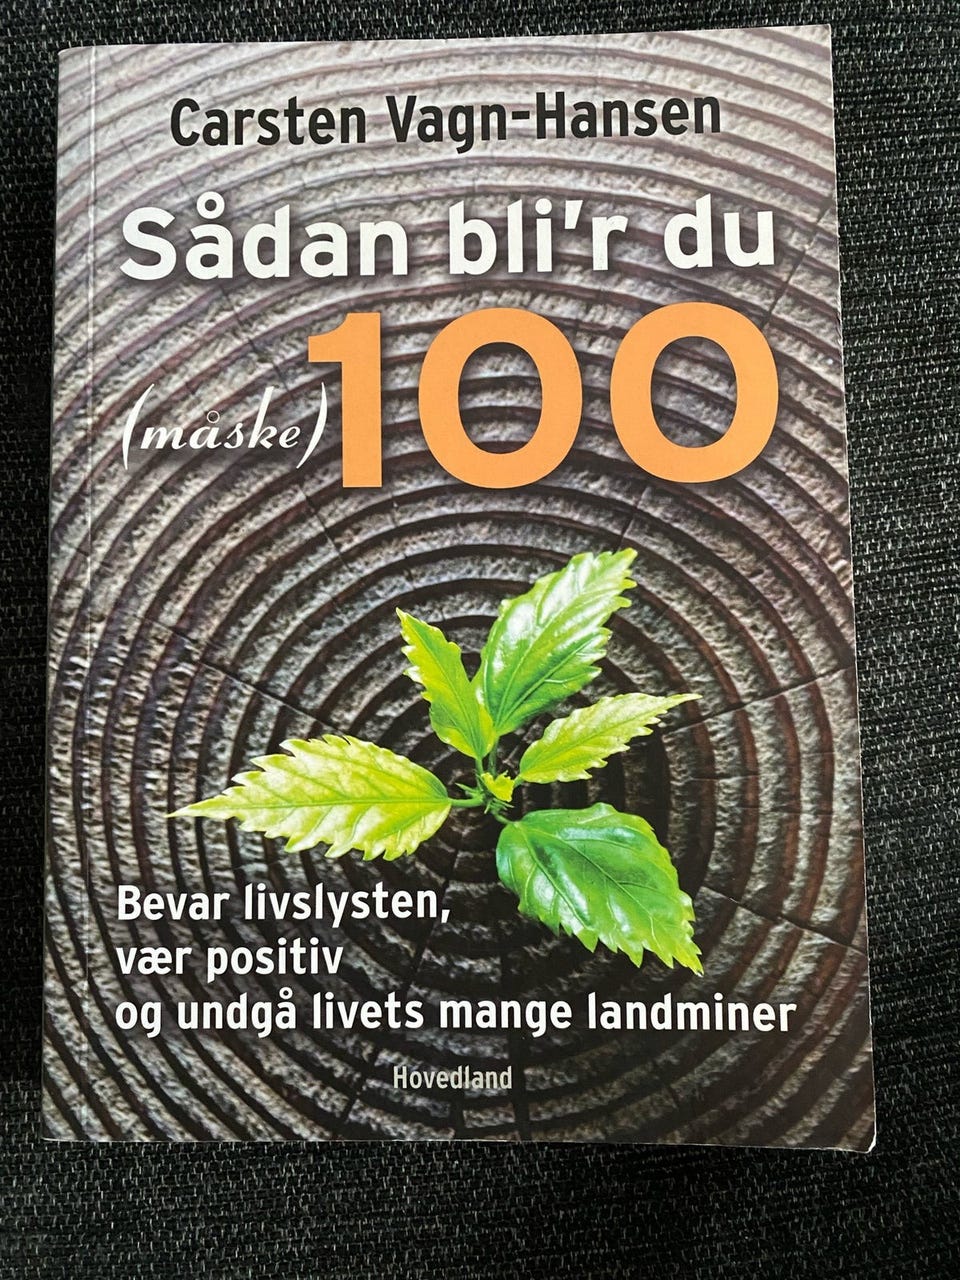 Carsten Vagn-Hansen
Sådan bli'r du
(måske) 100
Bevar livslysten,
vær positiv
og undgå livets mange landminer
Hovedland